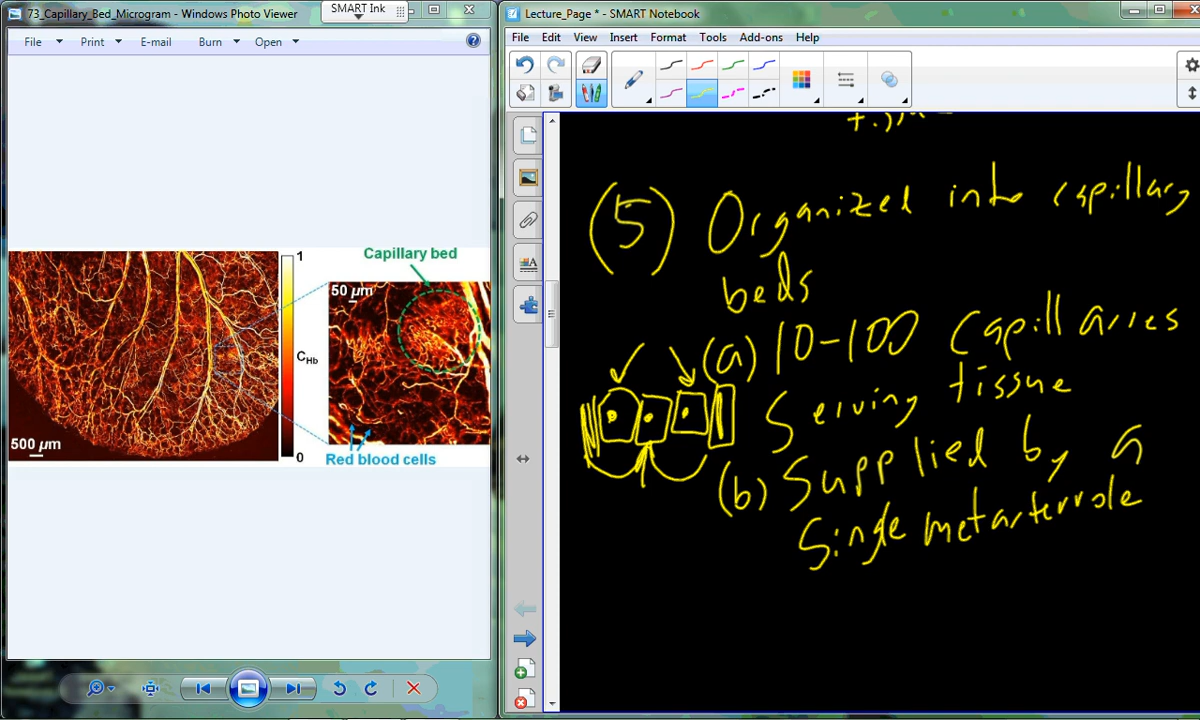 73_Capillary_Bed_Microgram - Windows Photo Viewer
SMART Ink
File Print E-mail Burn Open
Capillary bed
50 µm
1
C_Hb
0
500 µm
Red blood cells
Lecture_Page * - SMART Notebook
File Edit View Insert Format Tools Add-ons Help
(5) Organized into capillary
beds
(a) 10-100 capillaries
Serving tissue
(b) Supplied by a
Single metarterrole